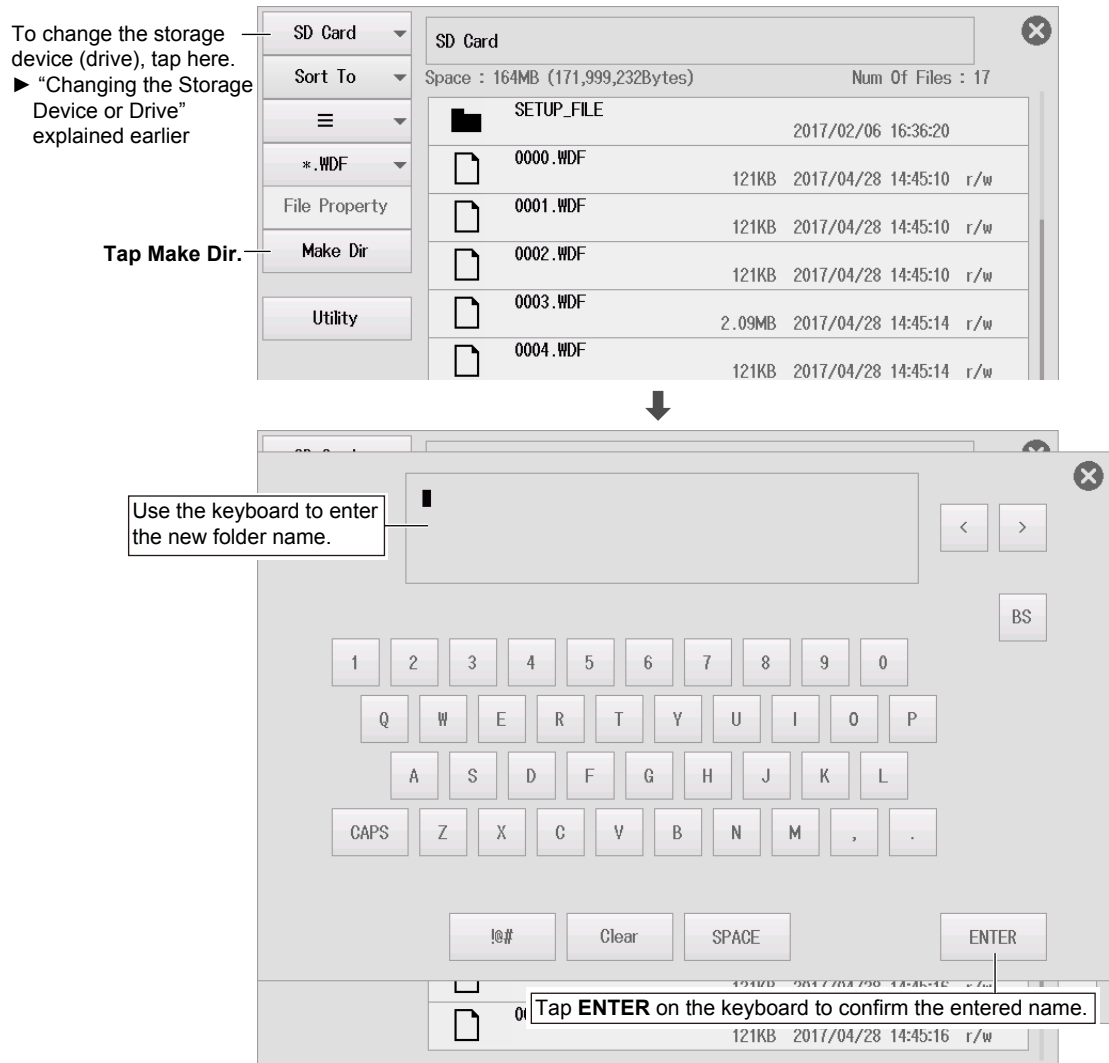 To change the storage
device (drive), tap here.
► “Changing the Storage
Device or Drive”
explained earlier
Tap Make Dir.
SD Card
Sort To
☰
*.WDF
File Property
Make Dir
Utility
SD Card
Space : 164MB (171,999,232Bytes) Num Of Files : 17
SETUP_FILE
2017/02/06 16:36:20
0000.WDF
121KB 2017/04/28 14:45:10 r/w
0001.WDF
121KB 2017/04/28 14:45:10 r/w
0002.WDF
121KB 2017/04/28 14:45:10 r/w
0003.WDF
2.09MB 2017/04/28 14:45:14 r/w
0004.WDF
121KB 2017/04/28 14:45:14 r/w
Use the keyboard to enter
the new folder name.
< >
BS
1 2 3 4 5 6 7 8 9 0
Q W E R T Y U I O P
A S D F G H J K L
CAPS Z X C V B N M , .
!@# Clear SPACE ENTER
121KB 2017/04/28 14:45:16 r/w
Tap ENTER on the keyboard to confirm the entered name.
121KB 2017/04/28 14:45:16 r/w